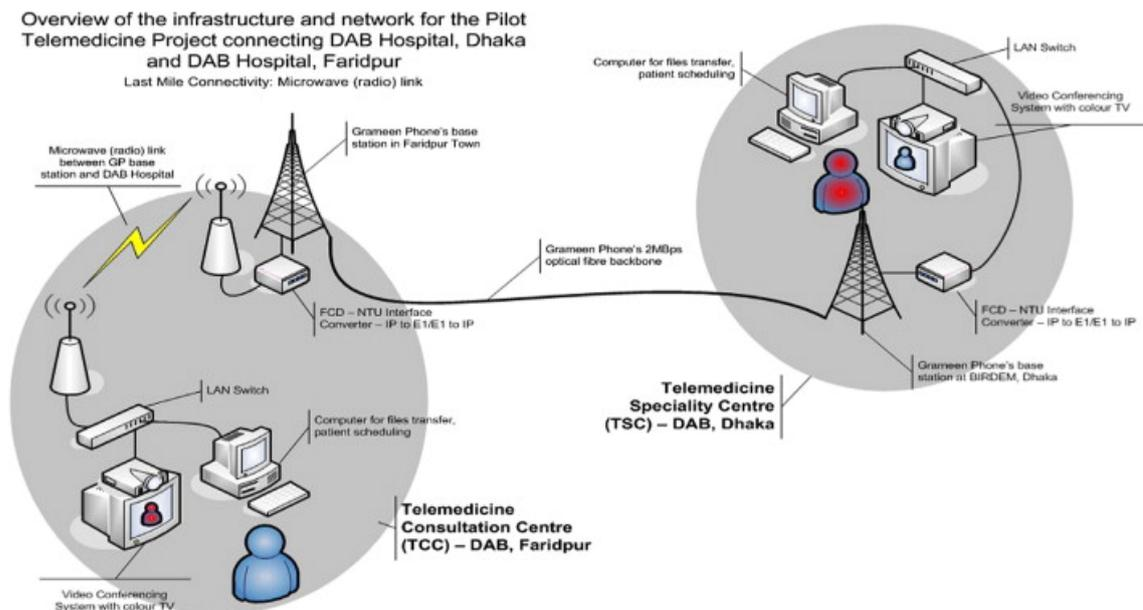 Overview of the infrastructure and network for the Pilot
Telemedicine Project connecting DAB Hospital, Dhaka
and DAB Hospital, Faridpur
Last Mile Connectivity: Microwave (radio) link
Computer for files transfer,
patient scheduling
LAN Switch
Video Conferencing
System with colour TV
Grameen Phone's base
station in Faridpur Town
Microwave (radio) link
between GP base
station and DAB Hospital
Grameen Phone's 2MBps
optical fibre backbone
FCD – NTU Interface
Converter – IP to E1/E1 to IP
FCD – NTU Interface
Converter – IP to E1/E1 to IP
Grameen Phone's base
station at BIRDEM, Dhaka
Telemedicine
Speciality Centre
(TSC) – DAB, Dhaka
LAN Switch
Computer for files transfer,
patient scheduling
Telemedicine
Consultation Centre
(TCC) – DAB, Faridpur
Video Conferencing
System with colour TV